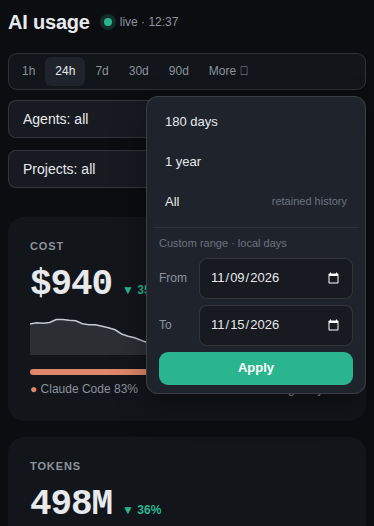 AI usage live · 12:37
1h 24h 7d 30d 90d More
Agents: all
Projects: all
180 days
1 year
All retained history
Custom range · local days
From 11/09/2026
To 11/15/2026
Apply
COST
$940
● Claude Code 83%
TOKENS
498M ▼ 36%